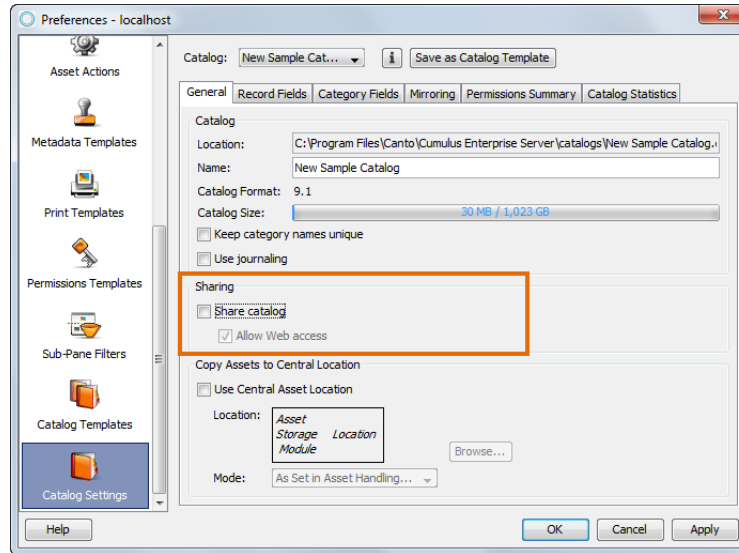 Preferences - localhost
Asset Actions
Metadata Templates
Print Templates
Permissions Templates
Sub-Pane Filters
Catalog Templates
Catalog Settings
Catalog: New Sample Cat... i Save as Catalog Template
General Record Fields Category Fields Mirroring Permissions Summary Catalog Statistics
Catalog
Location: C:\Program Files\Canto\Cumulus Enterprise Server\catalogs\New Sample Catalog.
Name: New Sample Catalog
Catalog Format: 9.1
Catalog Size: 30 MB / 1,023 GB
Keep category names unique
Use journaling
Sharing
Share catalog
Allow Web access
Copy Assets to Central Location
Use Central Asset Location
Location: Asset
Storage Location
Module
Browse...
Mode: As Set in Asset Handling...
Help OK Cancel Apply